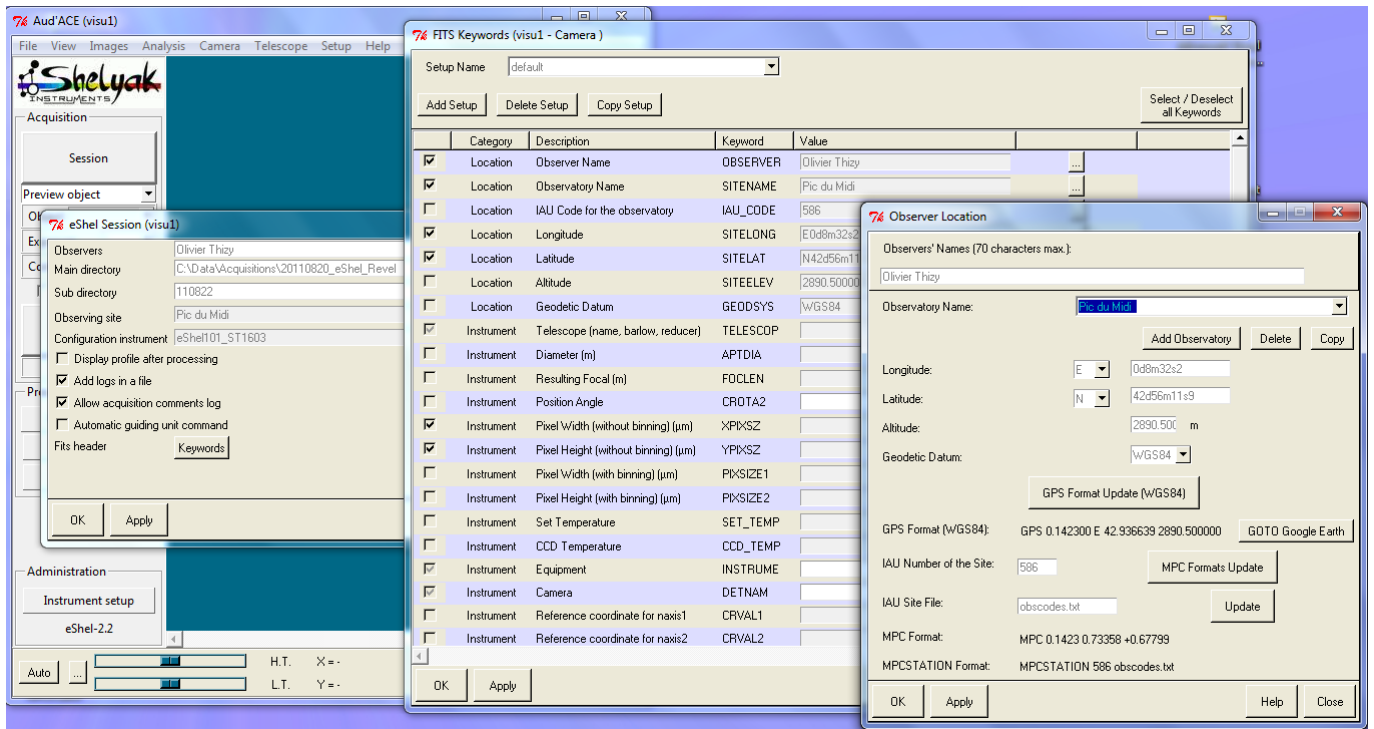 Aud'ACE (visu1)
File View Images Analysis Camera Telescope Setup Help
Shelyak
INSTRUMENTS
Acquisition
Session
Preview object
Auto
...
H.T. X = -
L.T. Y = -
Administration
Instrument setup
eShel-2.2
eShel Session (visu1)
Observers Olivier Thizy
Main directory C:\Data\Acquisitions\20110820_eShel_Revel
Sub directory 110822
Observing site Pic du Midi
Configuration instrument eShel101_ST1603
Display profile after processing
Add logs in a file
Allow acquisition comments log
Automatic guiding unit command
Fits header Keywords
OK Apply
FITS Keywords (visu1 - Camera )
Setup Name default
Add Setup Delete Setup Copy Setup
Select / Deselect
all Keywords
Category Description Keyword Value
Location Observer Name OBSERVER Olivier Thizy ...
Location Observatory Name SITENAME Pic du Midi ...
Location IAU Code for the observatory IAU_CODE 586
Location Longitude SITELONG E0d8m32s2
Location Latitude SITELAT N42d56m11
Location Altitude SITEELEV 2890.50000
Location Geodetic Datum GEODSYS WGS84
Instrument Telescope (name, barlow, reducer) TELESCOP
Instrument Diameter (m) APTDIA
Instrument Resulting Focal (m) FOCLEN
Instrument Position Angle CROTA2
Instrument Pixel Width (without binning) (µm) XPIXSZ
Instrument Pixel Height (without binning) (µm) YPIXSZ
Instrument Pixel Width (with binning) (µm) PIXSIZE1
Instrument Pixel Height (with binning) (µm) PIXSIZE2
Instrument Set Temperature SET_TEMP
Instrument CCD Temperature CCD_TEMP
Instrument Equipment INSTRUME
Instrument Camera DETNAM
Instrument Reference coordinate for naxis1 CRVAL1
Instrument Reference coordinate for naxis2 CRVAL2
OK Apply
Observer Location
Observers' Names (70 characters max.):
Olivier Thizy
Observatory Name: Pic du Midi
Add Observatory Delete Copy
Longitude: E 0d8m32s2
Latitude: N 42d56m11s9
Altitude: 2890.500 m
Geodetic Datum: WGS84
GPS Format Update (WGS84)
GPS Format (WGS84): GPS 0.142300 E 42.936639 2890.500000 GOTO Google Earth
IAU Number of the Site: 586 MPC Formats Update
IAU Site File: obscodes.txt Update
MPC Format: MPC 0.1423 0.73358 +0.67799
MPCSTATION Format: MPCSTATION 586 obscodes.txt
OK Apply Help Close